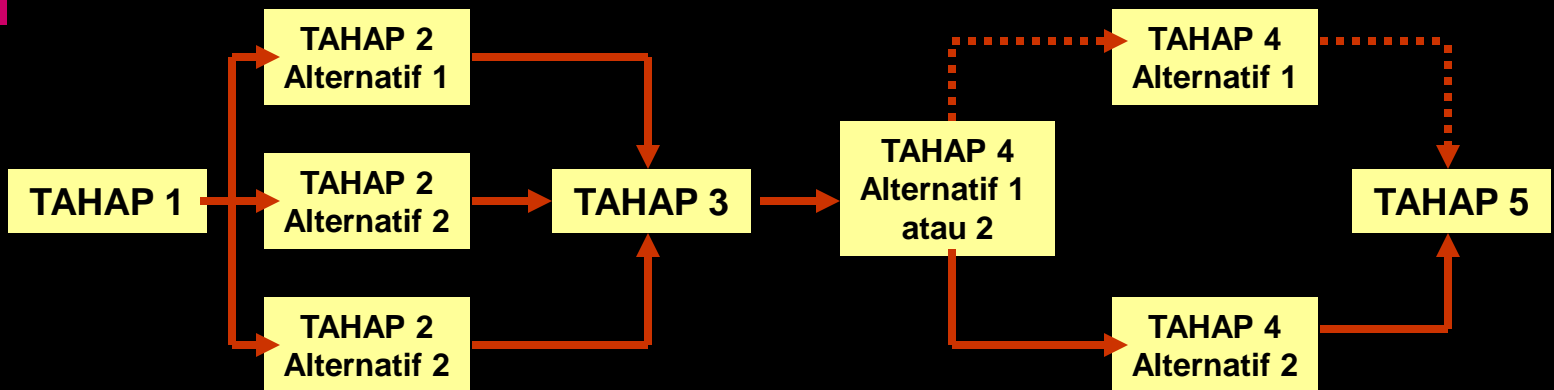 TAHAP 1
TAHAP 2
Alternatif 1
TAHAP 2
Alternatif 2
TAHAP 2
Alternatif 2
TAHAP 3
TAHAP 4
Alternatif 1
atau 2
TAHAP 4
Alternatif 1
TAHAP 4
Alternatif 2
TAHAP 5